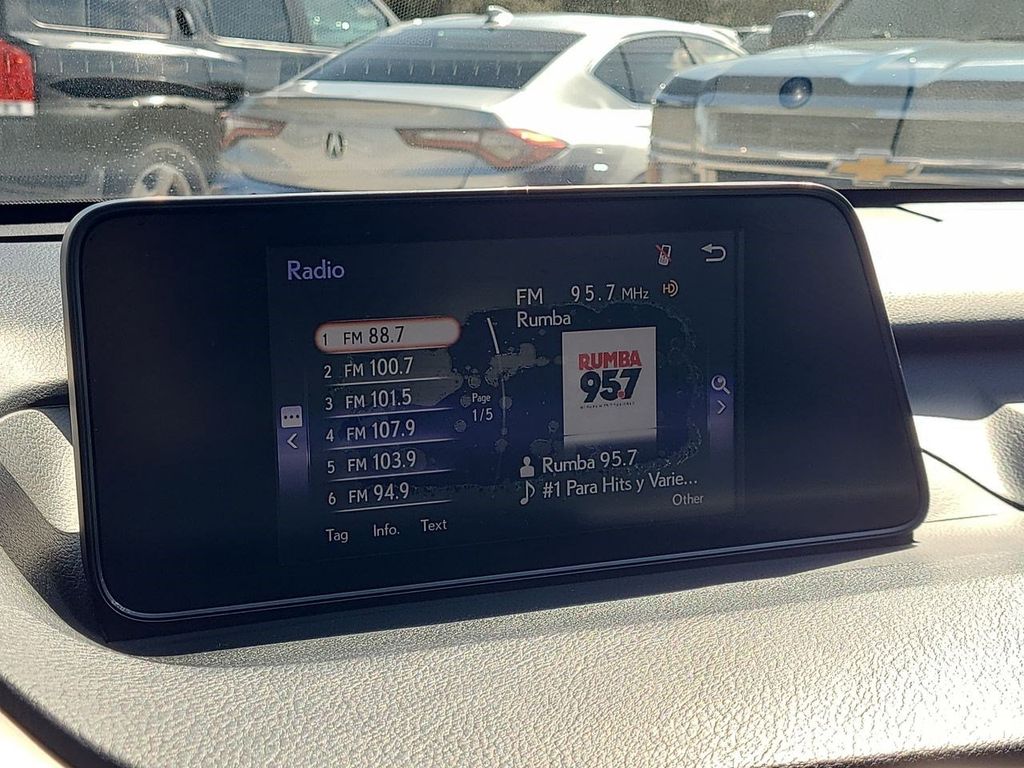 Radio
FM 95.7 MHz HD
Rumba
1 FM 88.7
2 FM 100.7
3 FM 101.5
4 FM 107.9
5 FM 103.9
6 FM 94.9
Page
1/5
RUMBA
95.7
Rumba 95.7
#1 Para Hits y Varie...
Other
Tag Info. Text